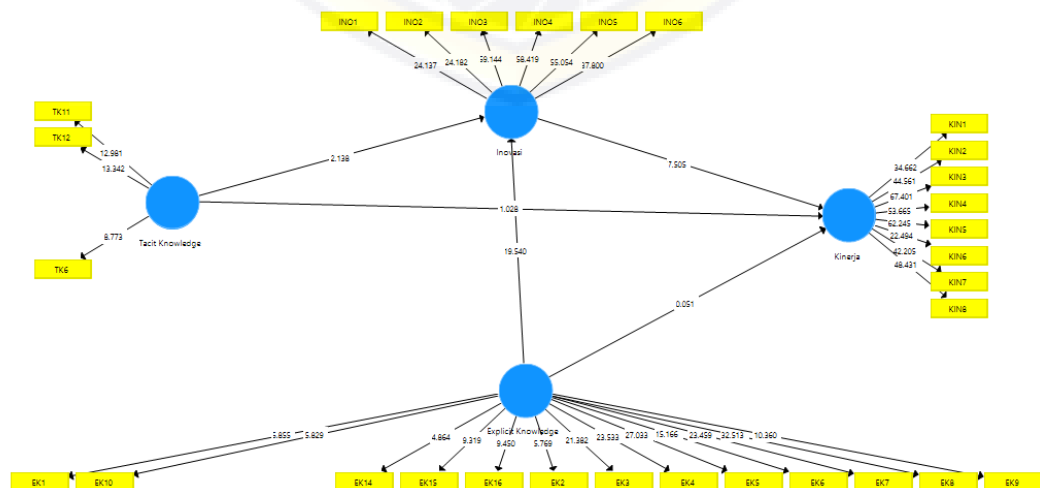 INO1 INO2 INO3 INO4 INO5 INO6
24.137 24.182 59.144 58.419 55.054 37.800
Inovasi
TK11
TK12
TK6
12.981
13.342
8.773
Tacit Knowledge
2.138
7.505
1.028
19.540
0.051
KIN1
KIN2
KIN3
KIN4
KIN5
KIN6
KIN7
KIN8
34.662
44.561
67.401
53.665
62.245
22.494
42.205
48.431
Kinerja
Explicit Knowledge
5.829 4.864 9.319 9.450 5.769 21.382 23.533 27.033 15.166 23.459 32.513 10.360
EK1 EK10 EK14 EK15 EK16 EK2 EK3 EK4 EK5 EK6 EK7 EK8 EK9